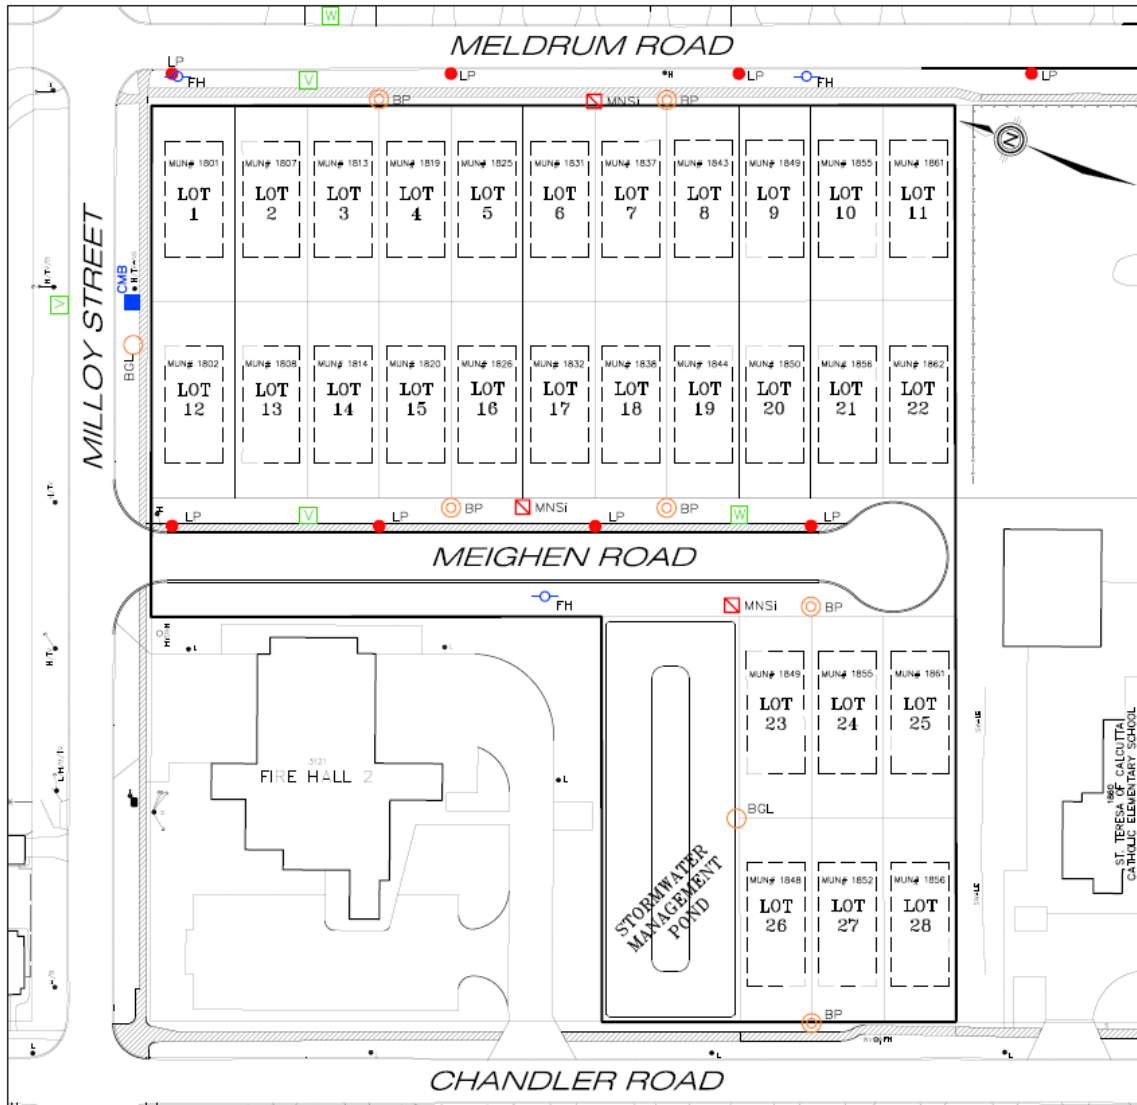 W
MELDRUM ROAD
LP
FH
V
LP
H
LP
FH
LP
BP
MNSi
BP
N
MUN# 1801
LOT
1
MUN# 1807
LOT
2
MUN# 1813
LOT
3
MUN# 1819
LOT
4
MUN# 1825
LOT
5
MUN# 1831
LOT
6
MUN# 1837
LOT
7
MUN# 1843
LOT
8
MUN# 1849
LOT
9
MUN# 1855
LOT
10
MUN# 1861
LOT
11
MILLOY STREET
CMB
V
BGL
MUN# 1802
LOT
12
MUN# 1808
LOT
13
MUN# 1814
LOT
14
MUN# 1820
LOT
15
MUN# 1826
LOT
16
MUN# 1832
LOT
17
MUN# 1838
LOT
18
MUN# 1844
LOT
19
MUN# 1850
LOT
20
MUN# 1856
LOT
21
MUN# 1862
LOT
22
BP
MNSi
BP
V
W
LP
LP
LP
LP
MEIGHEN ROAD
FH
MNSi
BP
L
L
3121
FIRE HALL 2
L
MUN# 1849
LOT
23
MUN# 1855
LOT
24
MUN# 1861
LOT
25
BGL
STORMWATER
MANAGEMENT
POND
MUN# 1848
LOT
26
MUN# 1852
LOT
27
MUN# 1856
LOT
28
1860
ST. TERESA OF CALCUTTA
CATHOLIC ELEMENTARY SCHOOL
BP
L
L
L
FH
L
CHANDLER ROAD